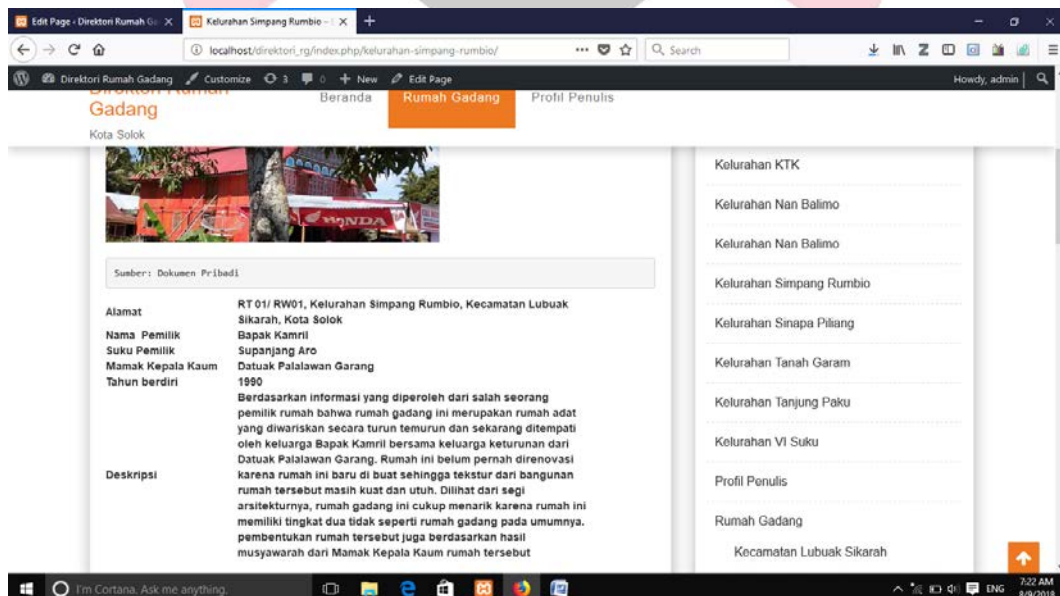 Edit Page ‹ Direktori Rumah G
Kelurahan Simpang Rumbio –
localhost/direktori_rg/index.php/kelurahan-simpang-rumbio/
Search
Direktori Rumah Gadang
Customize
3
0
New
Edit Page
Howdy, admin
Direktori Rumah
Gadang
Kota Solok
Beranda
Rumah Gadang
Profil Penulis
HONDA
Sumber: Dokumen Pribadi
Alamat RT 01/ RW01, Kelurahan Simpang Rumbio, Kecamatan Lubuak
Sikarah, Kota Solok
Nama Pemilik Bapak Kamril
Suku Pemilik Supanjang Aro
Mamak Kepala Kaum Datuak Palalawan Garang
Tahun berdiri 1990
Deskripsi
Berdasarkan informasi yang diperoleh dari salah seorang
pemilik rumah bahwa rumah gadang ini merupakan rumah adat
yang diwariskan secara turun temurun dan sekarang ditempati
oleh keluarga Bapak Kamril bersama keluarga keturunan dari
Datuak Palalawan Garang. Rumah ini belum pernah direnovasi
karena rumah ini baru di buat sehingga tekstur dari bangunan
rumah tersebut masih kuat dan utuh. Dilihat dari segi
arsitekturnya, rumah gadang ini cukup menarik karena rumah ini
memiliki tingkat dua tidak seperti rumah gadang pada umumnya.
pembentukan rumah tersebut juga berdasarkan hasil
musyawarah dari Mamak Kepala Kaum rumah tersebut
Kelurahan KTK
Kelurahan Nan Balimo
Kelurahan Nan Balimo
Kelurahan Simpang Rumbio
Kelurahan Sinapa Piliang
Kelurahan Tanah Garam
Kelurahan Tanjung Paku
Kelurahan VI Suku
Profil Penulis
Rumah Gadang
Kecamatan Lubuak Sikarah
I'm Cortana. Ask me anything.
ENG
7:22 AM
8/9/2018